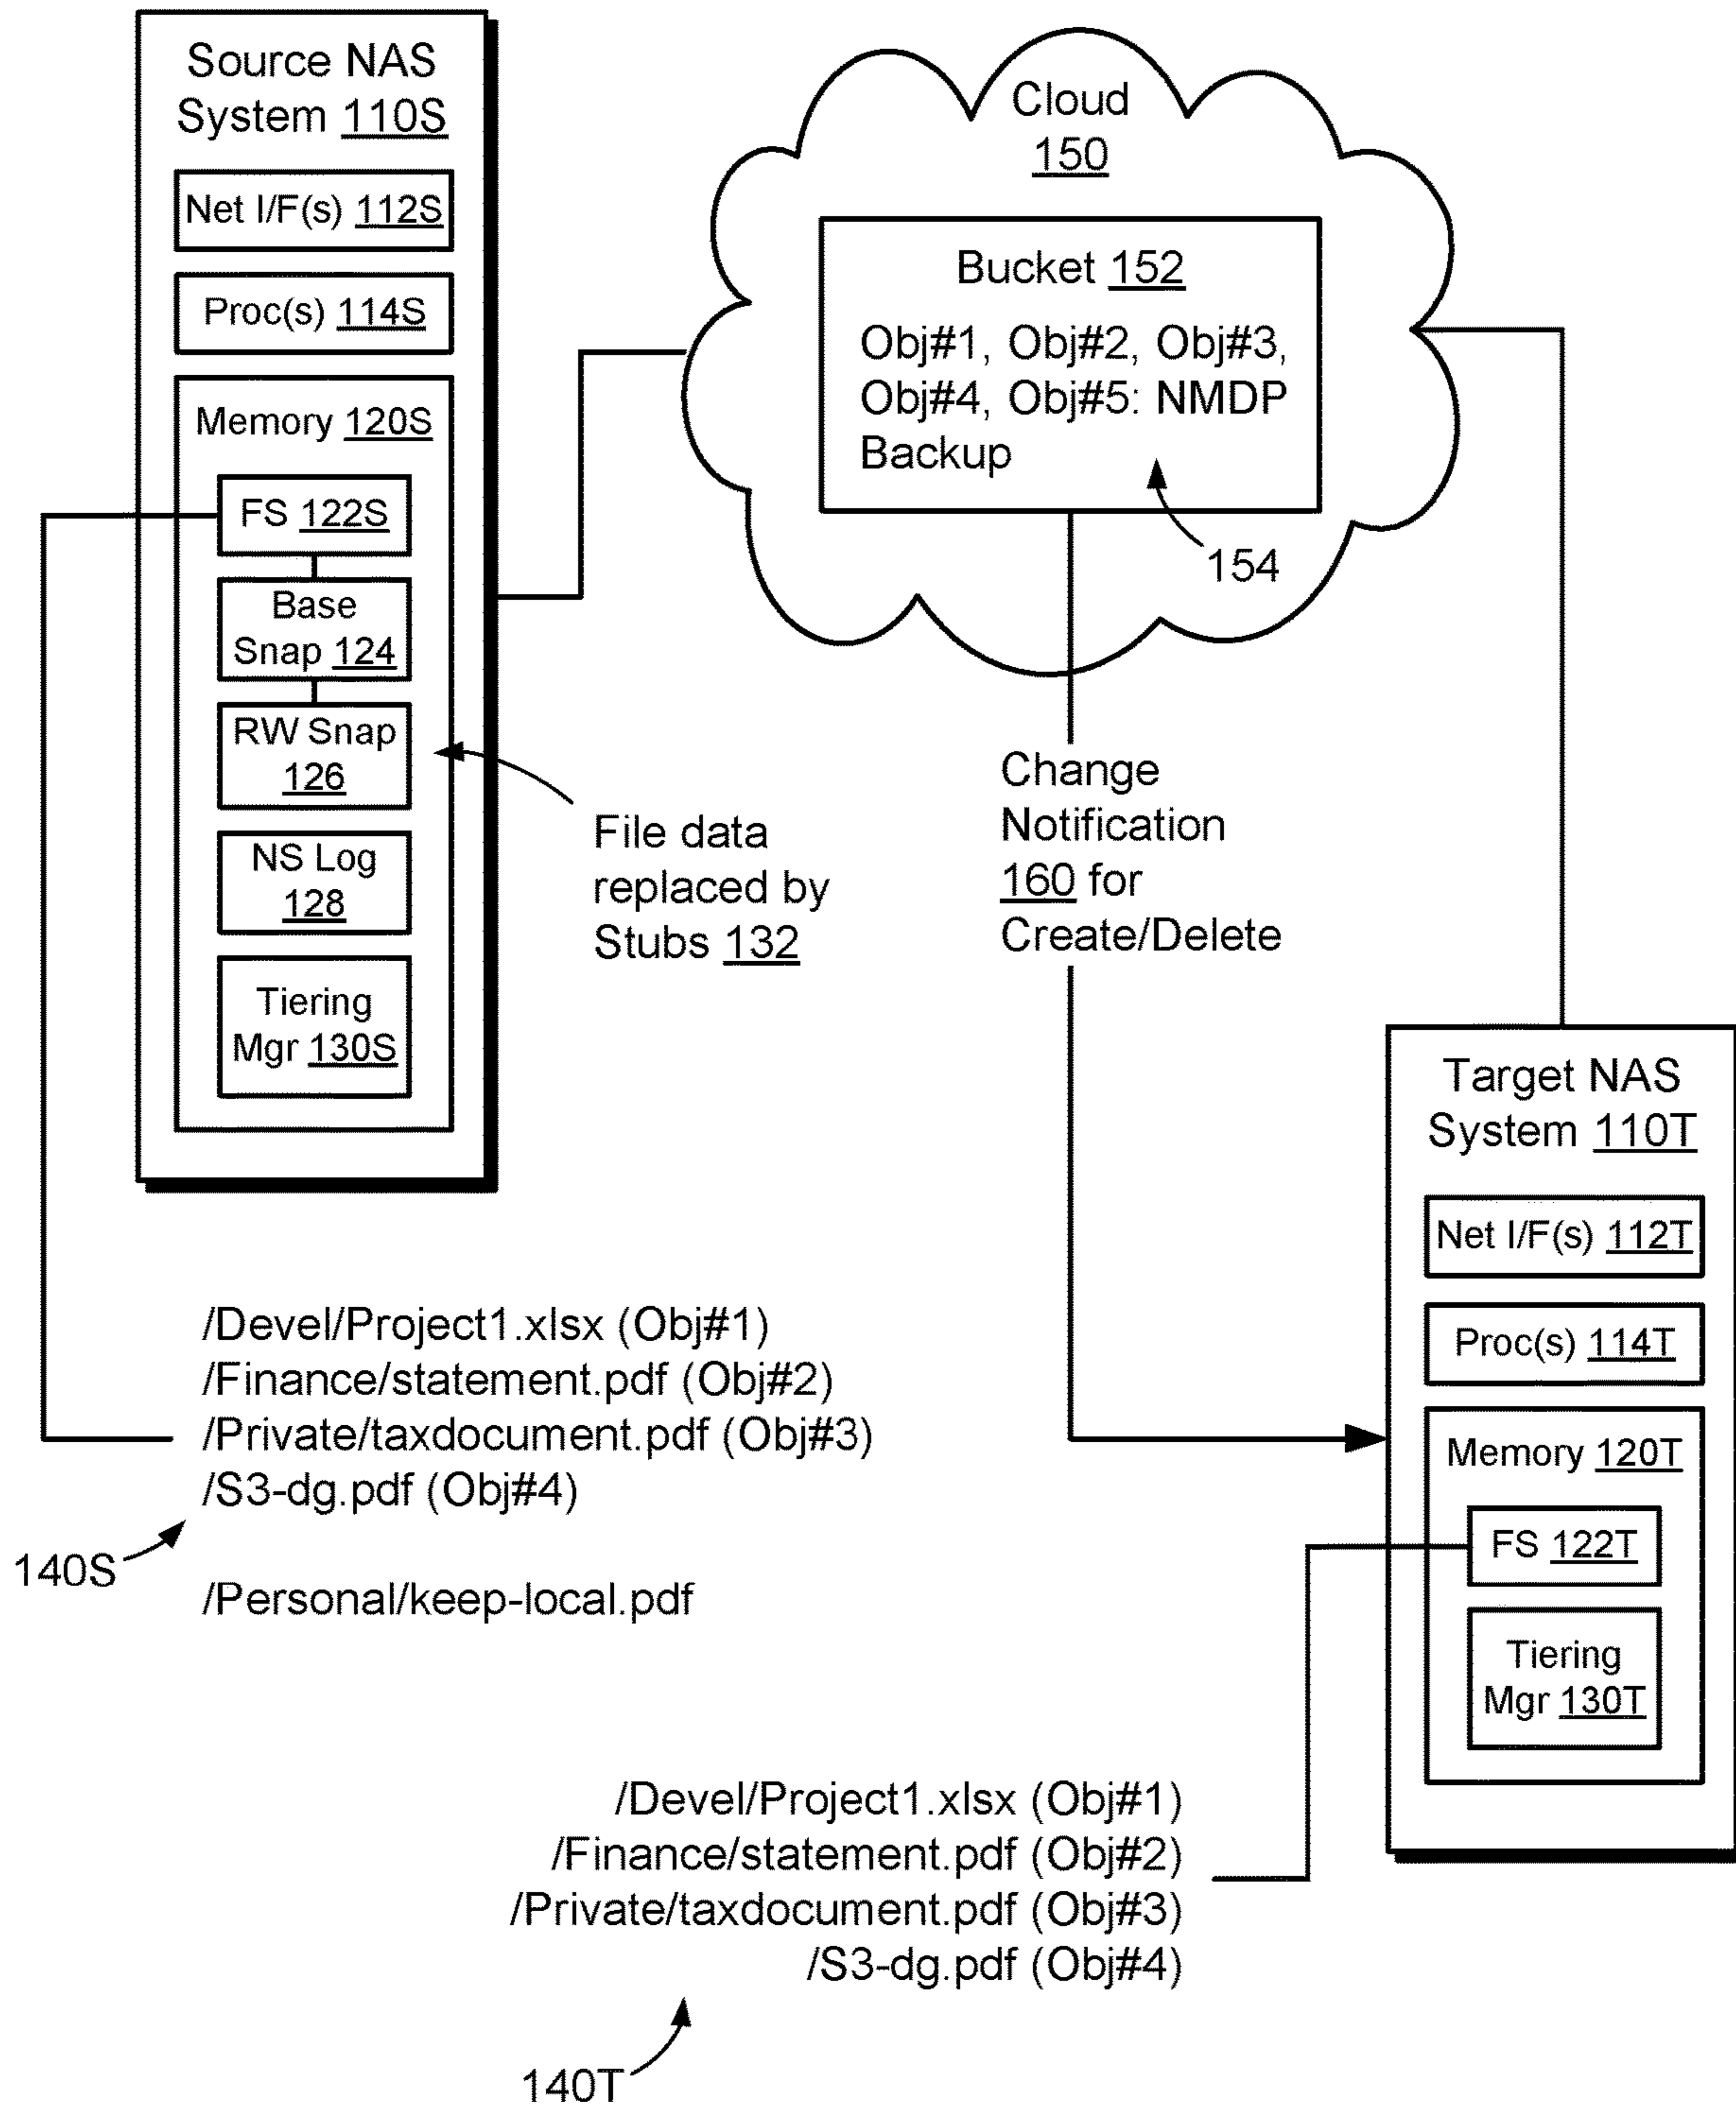 Source NAS
System 110S
Net I/F(s) 112S
Proc(s) 114S
Memory 120S
FS 122S
Base
Snap 124
RW Snap
126
NS Log
128
Tiering
Mgr 130S
File data
replaced by
Stubs 132
Cloud
150
Bucket 152
Obj#1, Obj#2, Obj#3,
Obj#4, Obj#5: NMDP
Backup
154
Change
Notification
160 for
Create/Delete
Target NAS
System 110T
Net I/F(s) 112T
Proc(s) 114T
Memory 120T
FS 122T
Tiering
Mgr 130T
/Devel/Project1.xlsx (Obj#1)
/Finance/statement.pdf (Obj#2)
/Private/taxdocument.pdf (Obj#3)
/S3-dg.pdf (Obj#4)
140S
/Personal/keep-local.pdf
/Devel/Project1.xlsx (Obj#1)
/Finance/statement.pdf (Obj#2)
/Private/taxdocument.pdf (Obj#3)
/S3-dg.pdf (Obj#4)
140T